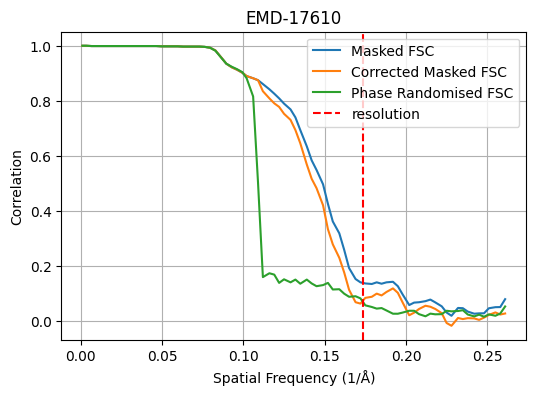 EMD-17610
Masked FSC
Corrected Masked FSC
Phase Randomised FSC
resolution
Correlation
1.0
0.8
0.6
0.4
0.2
0.0
0.00 0.05 0.10 0.15 0.20 0.25
Spatial Frequency (1/Å)